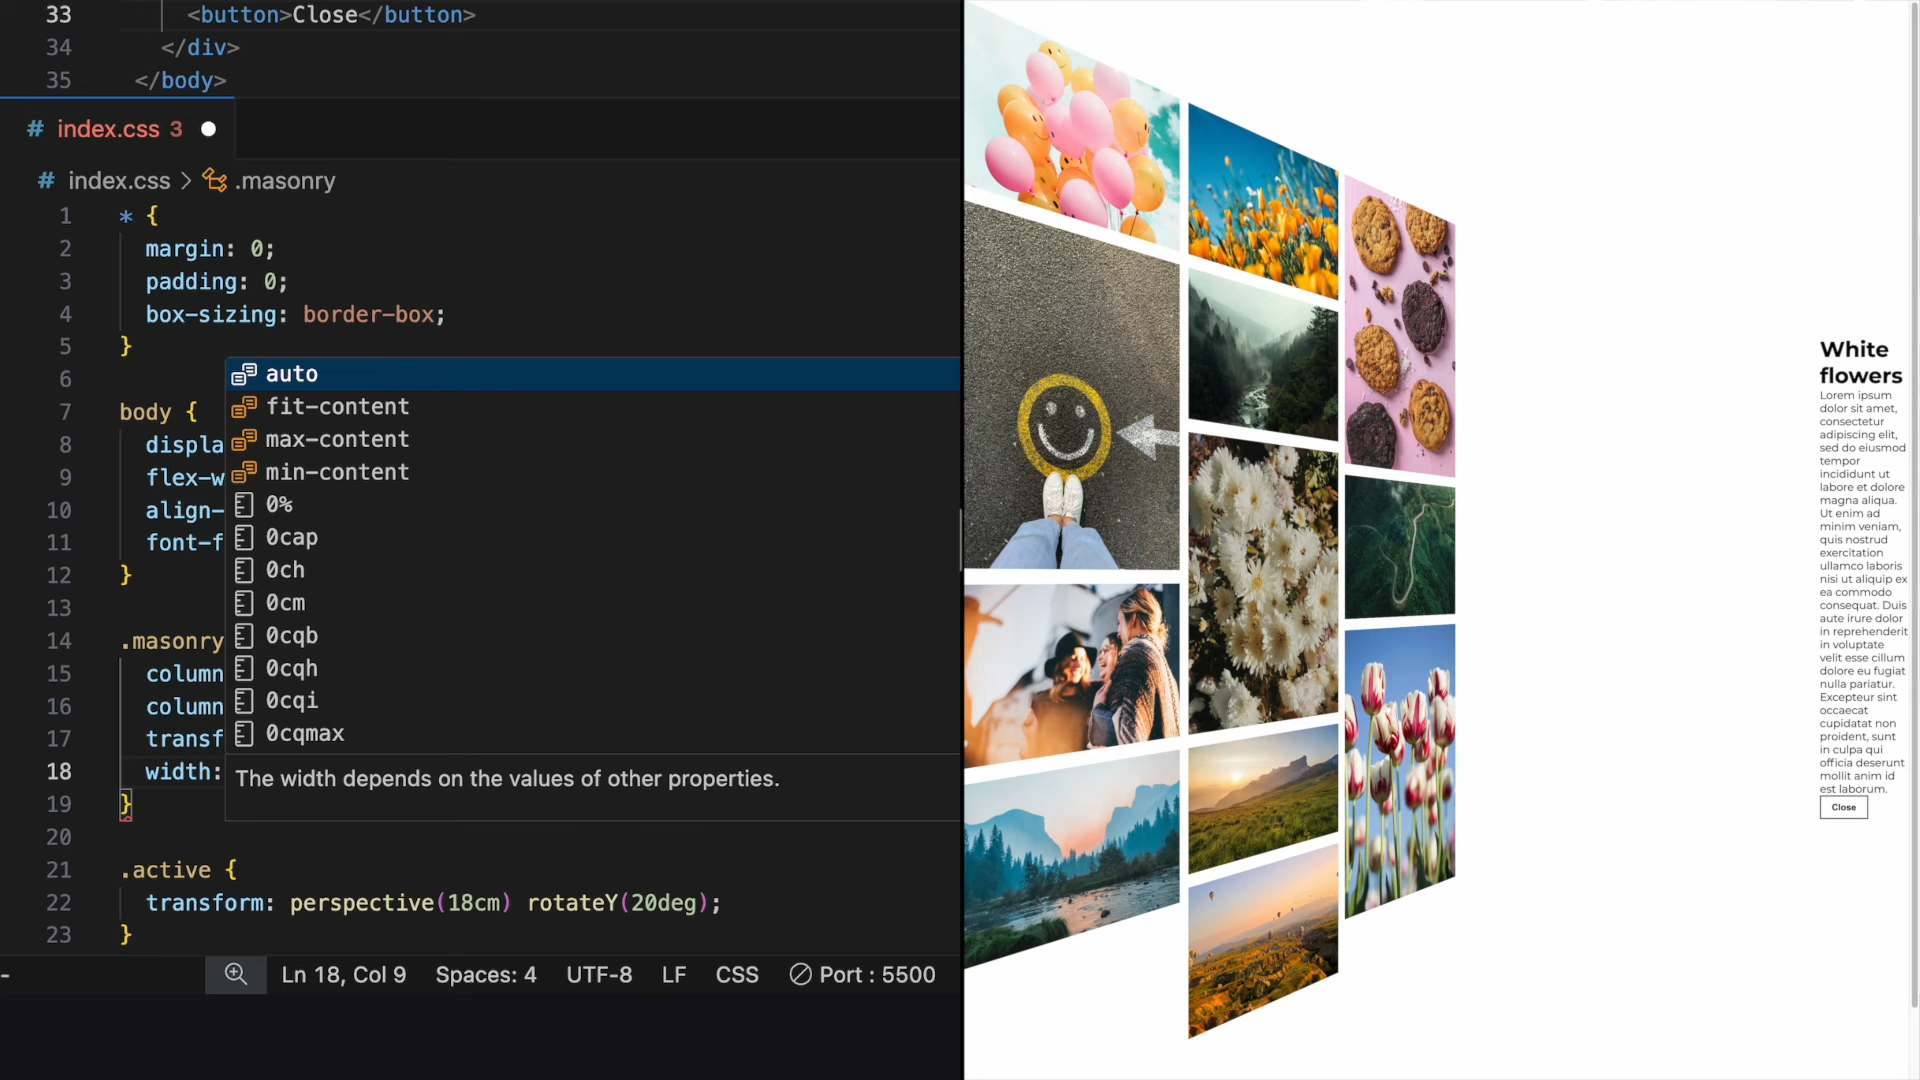 33 <button>Close</button>
34 </div>
35 </body>
# index.css 3
# index.css > .masonry
1 * {
2 margin: 0;
3 padding: 0;
4 box-sizing: border-box;
5 }
6
7 body {
8 displa
9 flex-w
10 align-
11 font-f
12 }
13
14 .masonry
15 column
16 column
17 transf
18 width:
19 }
20
21 .active {
22 transform: perspective(18cm) rotateY(20deg);
23 }
auto
fit-content
max-content
min-content
0%
0cap
0ch
0cm
0cqb
0cqh
0cqi
0cqmax
The width depends on the values of other properties.
Ln 18, Col 9 Spaces: 4 UTF-8 LF CSS Port : 5500
White
flowers
Lorem ipsum
dolor sit amet,
consectetur
adipiscing elit,
sed do eiusmod
tempor
incididunt ut
labore et dolore
magna aliqua.
Ut enim ad
minim veniam,
quis nostrud
exercitation
ullamco laboris
nisi ut aliquip ex
ea commodo
consequat. Duis
aute irure dolor
in reprehenderit
in voluptate
velit esse cillum
dolore eu fugiat
nulla pariatur.
Excepteur sint
occaecat
cupidatat non
proident, sunt
in culpa qui
officia deserunt
mollit anim id
est laborum.
Close